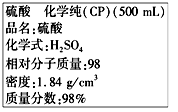 硫酸　化学纯(CP)(500 mL)
品名:硫酸
化学式:H₂SO₄
相对分子质量:98
密度:1.84 g/cm³
质量分数:98%